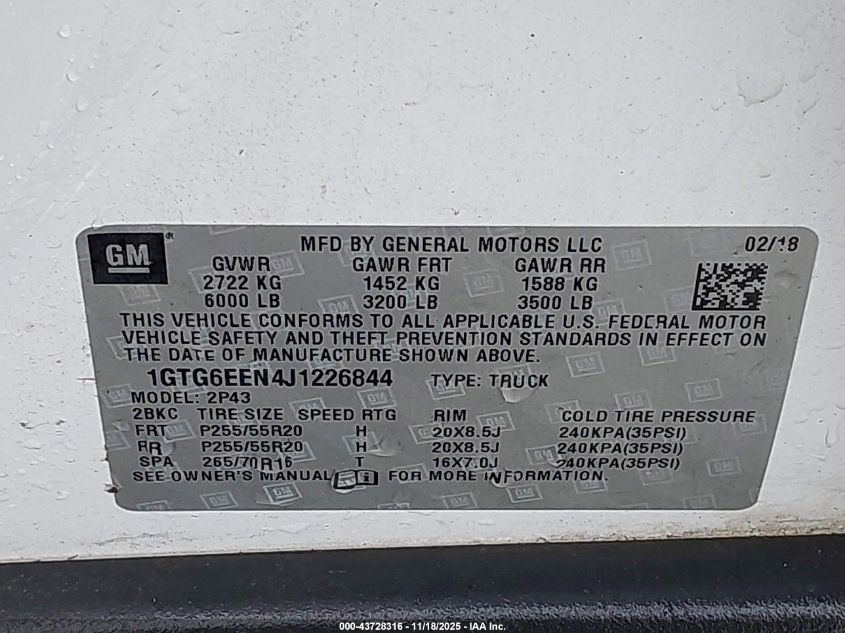 GM® MFD BY GENERAL MOTORS LLC 02/18
GVWR GAWR FRT GAWR RR
2722 KG 1452 KG 1588 KG
6000 LB 3200 LB 3500 LB
THIS VEHICLE CONFORMS TO ALL APPLICABLE U.S. FEDERAL MOTOR
VEHICLE SAFETY AND THEFT PREVENTION STANDARDS IN EFFECT ON
THE DATE OF MANUFACTURE SHOWN ABOVE.
1GTG6EEN4J1226844 TYPE: TRUCK
MODEL: 2P43
2BKC TIRE SIZE SPEED RTG RIM COLD TIRE PRESSURE
FRT P255/55R20 H 20X8.5J 240KPA(35PSI)
RR P255/55R20 H 20X8.5J 240KPA(35PSI)
SPA 265/70R16 T 16X7.0J 240KPA(35PSI)
SEE OWNER'S MANUAL FOR MORE INFORMATION.
000-43728316 - 11/18/2025 - IAA Inc.